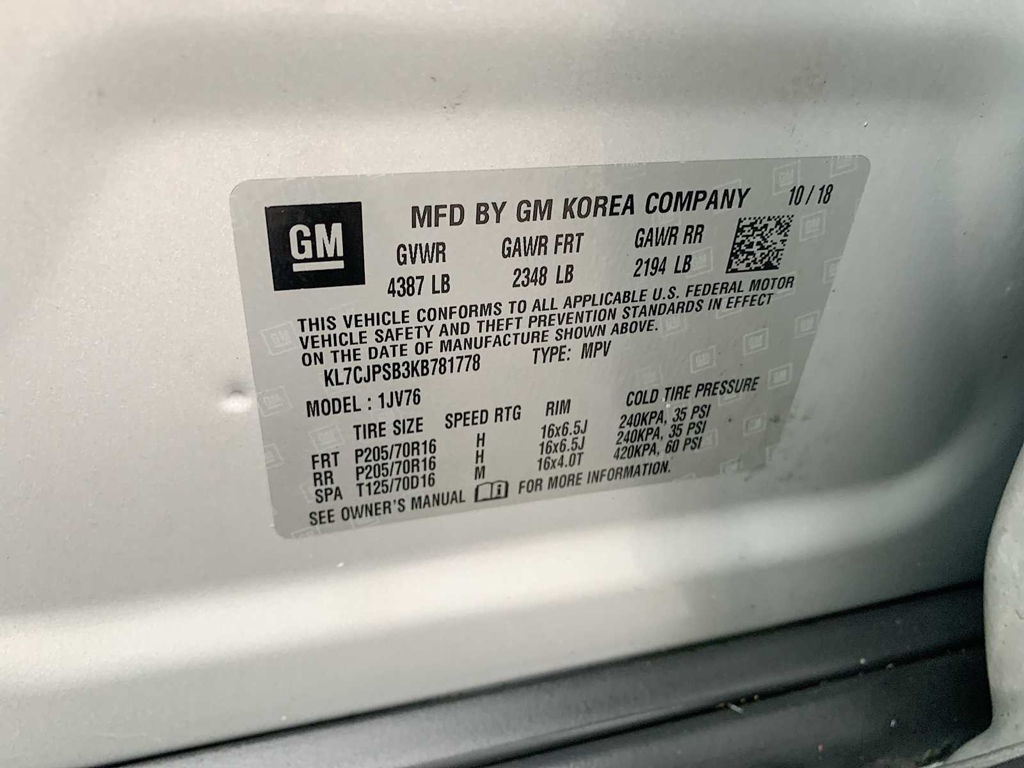 GM
MFD BY GM KOREA COMPANY 10 / 18
GVWR GAWR FRT GAWR RR
4387 LB 2348 LB 2194 LB
THIS VEHICLE CONFORMS TO ALL APPLICABLE U.S. FEDERAL MOTOR
VEHICLE SAFETY AND THEFT PREVENTION STANDARDS IN EFFECT
ON THE DATE OF MANUFACTURE SHOWN ABOVE.
KL7CJPSB3KB781778 TYPE: MPV
MODEL : 1JV76
TIRE SIZE SPEED RTG RIM COLD TIRE PRESSURE
FRT P205/70R16 H 16x6.5J 240KPA, 35 PSI
RR P205/70R16 H 16x6.5J 240KPA, 35 PSI
SPA T125/70D16 M 16x4.0T 420KPA, 60 PSI
SEE OWNER'S MANUAL FOR MORE INFORMATION.